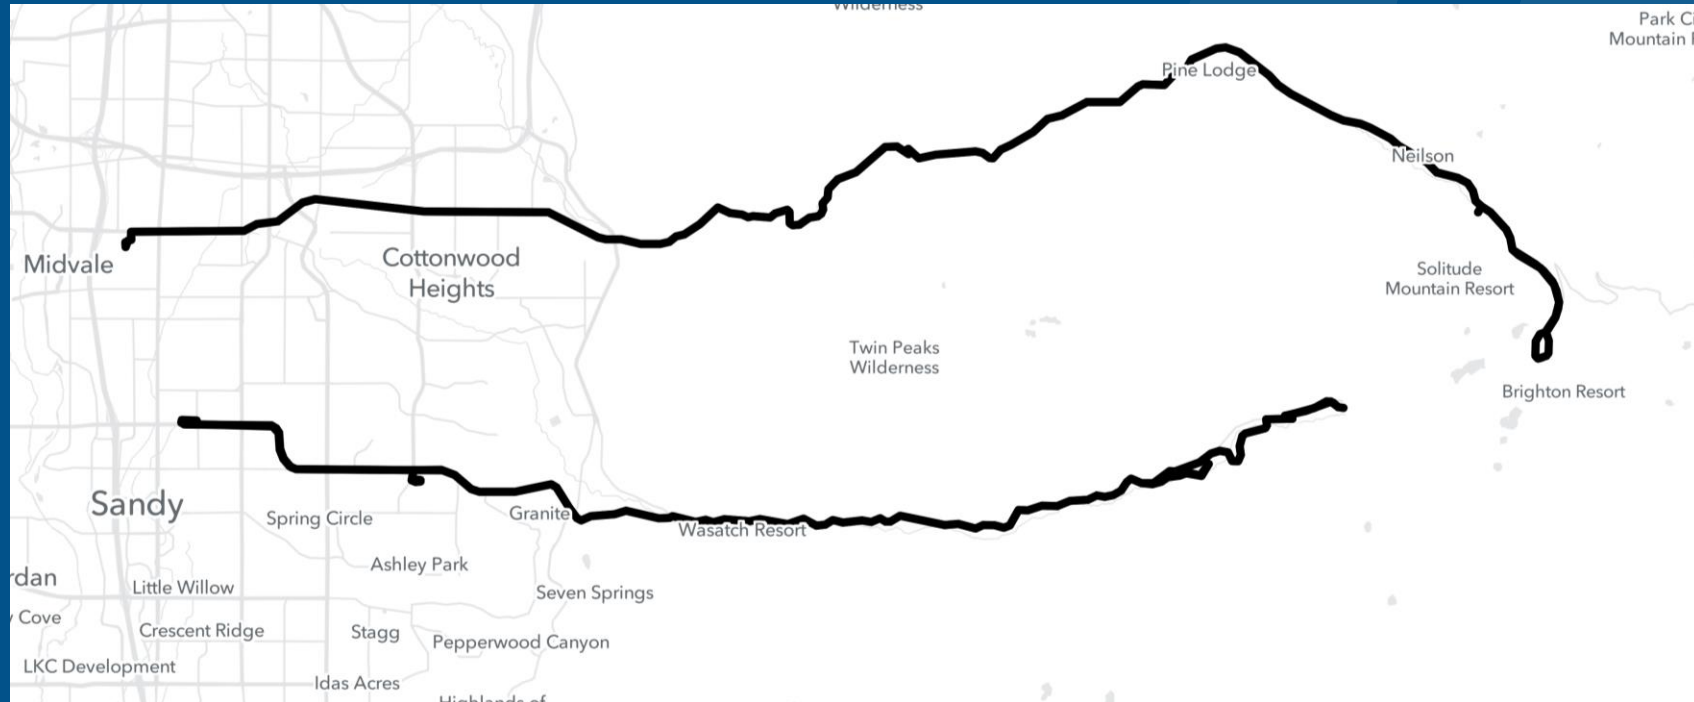 Wilderness
Park C
Mountain
Pine Lodge
Neilson
Midvale
Cottonwood
Heights
Solitude
Mountain Resort
Twin Peaks
Wilderness
Brighton Resort
Sandy
Granite
Spring Circle
Wasatch Resort
Ashley Park
rdan
Little Willow
Seven Springs
Cove
Crescent Ridge
Stagg
Pepperwood Canyon
LKC Development
Idas Acres
Highlands of